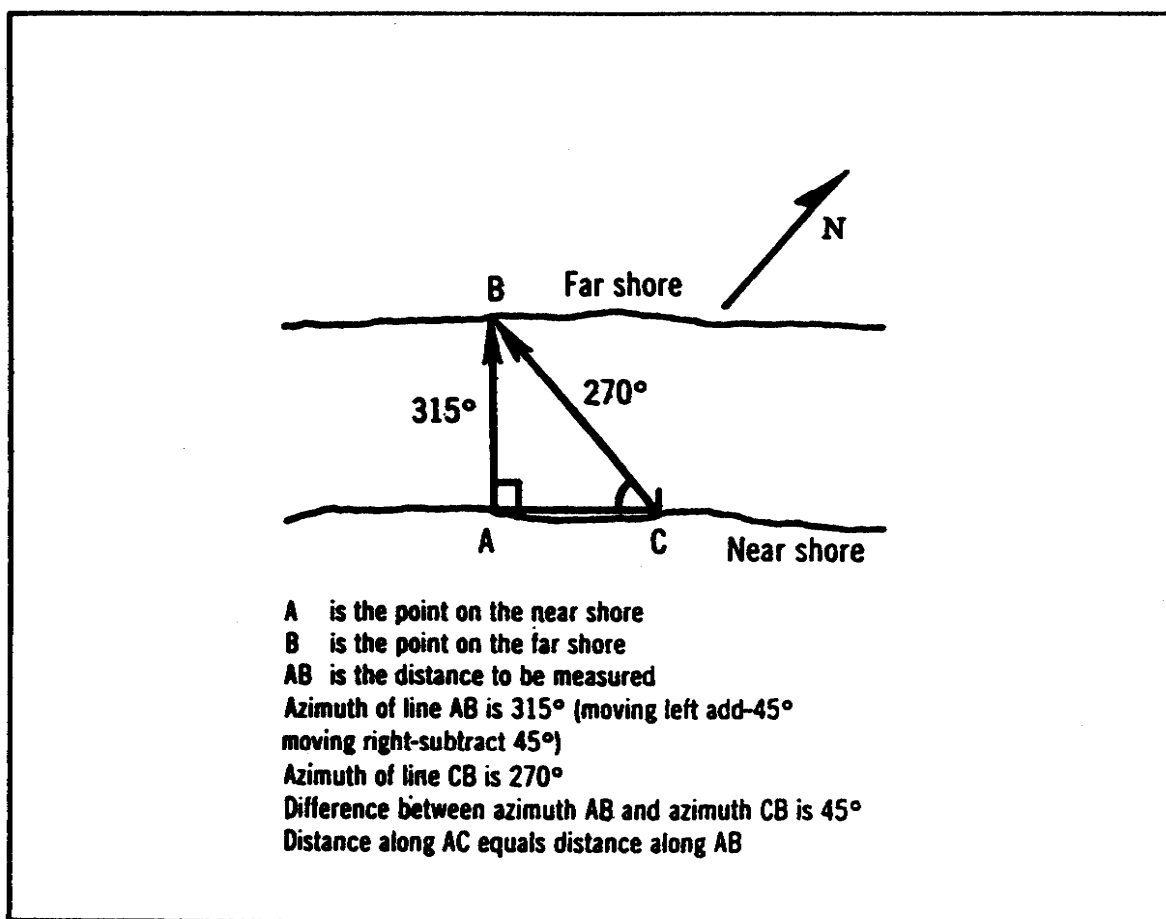 N
B Far shore
315° 270°
A C Near shore
A is the point on the near shore
B is the point on the far shore
AB is the distance to be measured
Azimuth of line AB is 315° (moving left add-45°
moving right-subtract 45°)
Azimuth of line CB is 270°
Difference between azimuth AB and azimuth CB is 45°
Distance along AC equals distance along AB